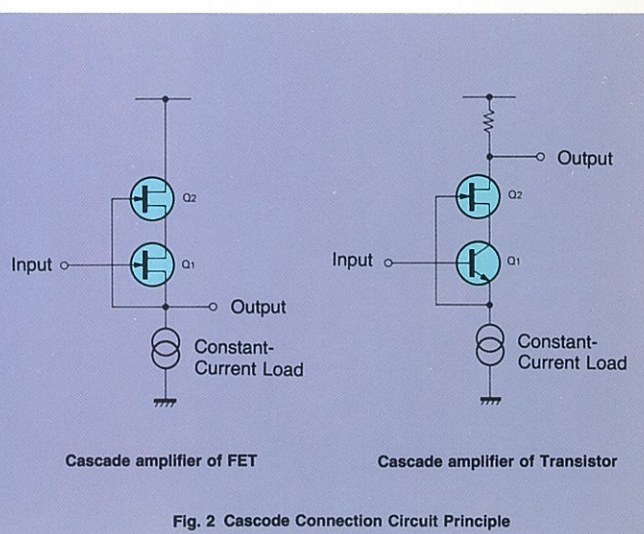 Q2
Input
Q1
Output
Constant-
Current Load
Cascade amplifier of FET
Output
Q2
Input
Q1
Constant-
Current Load
Cascade amplifier of Transistor
Fig. 2 Cascode Connection Circuit Principle